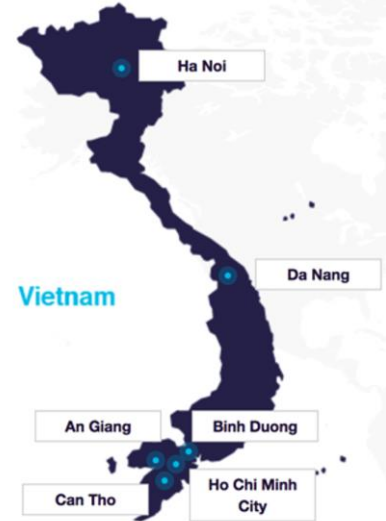 Ha Noi
Da Nang
Vietnam
An Giang
Binh Duong
Can Tho
Ho Chi Minh
City